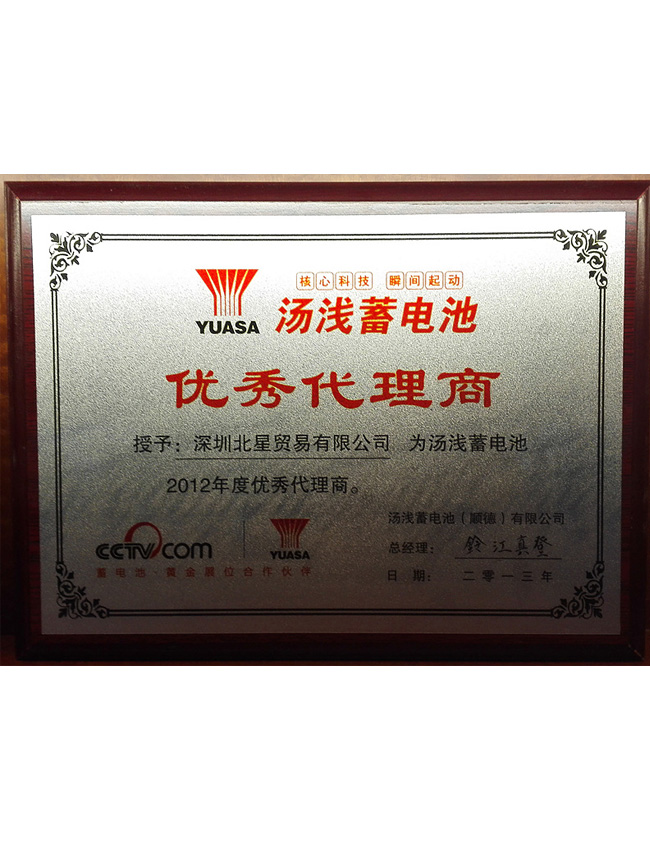 核心科技 瞬间起动
YUASA 汤浅蓄电池
优秀代理商
授予：深圳北星贸易有限公司 为汤浅蓄电池
2012年度优秀代理商。
汤浅蓄电池（顺德）有限公司
CCTV.com YUASA
总经理：
蓄电池·黄金展位合作伙伴
日 期： 二零一三年